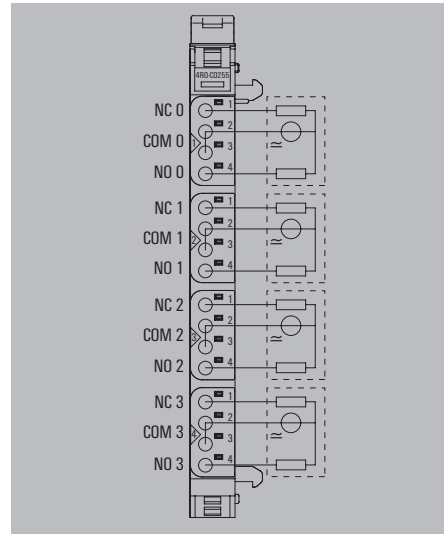 4RO-CO255
NC 0 1
2
COM 0 1 3
NO 0 4
NC 1 1
2
COM 1 2 3
NO 1 4
NC 2 1
2
COM 2 3 3
NO 2 4
NC 3 1
2
COM 3 4 3
NO 3 4